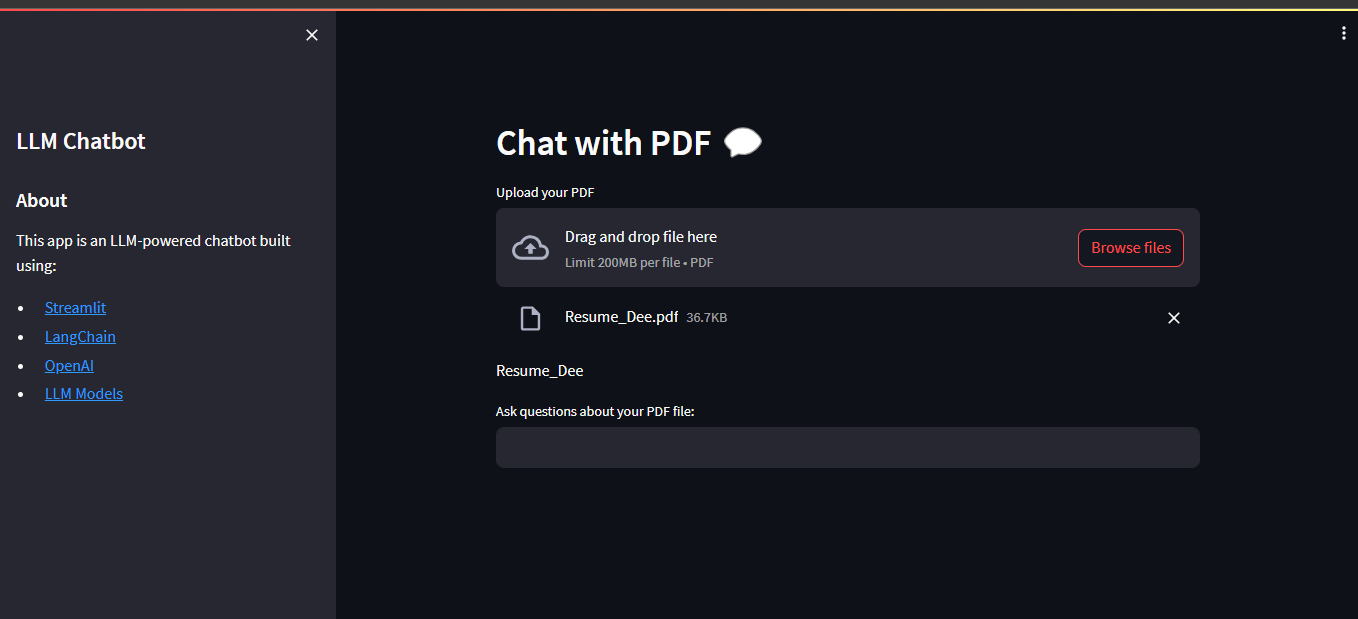 LLM Chatbot
About
This app is an LLM-powered chatbot built
using:
Streamlit
LangChain
OpenAI
LLM Models
Chat with PDF
Upload your PDF
Drag and drop file here
Limit 200MB per file • PDF
Browse files
Resume_Dee.pdf 36.7KB
Resume_Dee
Ask questions about your PDF file: